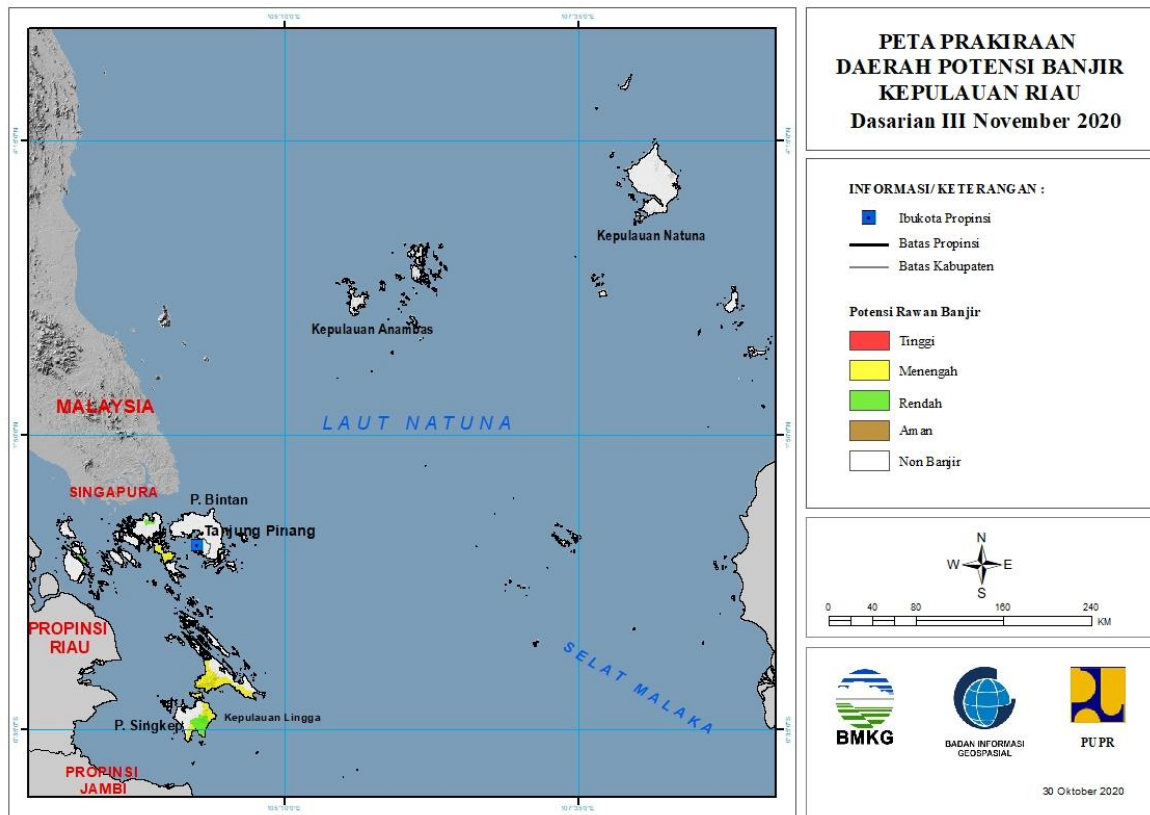 PETA PRAKIRAAN
DAERAH POTENSI BANJIR
KEPULAUAN RIAU
Dasarian III November 2020
INFORMASI/ KETERANGAN :
Ibukota Propinsi
Batas Propinsi
Batas Kabupaten
Potensi Rawan Banjir
Tinggi
Menengah
Rendah
Aman
Non Banjir
N
W E
S
0 40 80 160 240
KM
BMKG
BADAN INFORMASI
GEOSPASIAL
PUPR
30 Oktober 2020
Kepulauan Natuna
Kepulauan Anambas
MALAYSIA
LAUT NATUNA
SINGAPURA
P. Bintan
Tanjung Pinang
PROPINSI
RIAU
SELAT MALAKA
Kepulauan Lingga
P. Singkep
PROPINSI
JAMBI